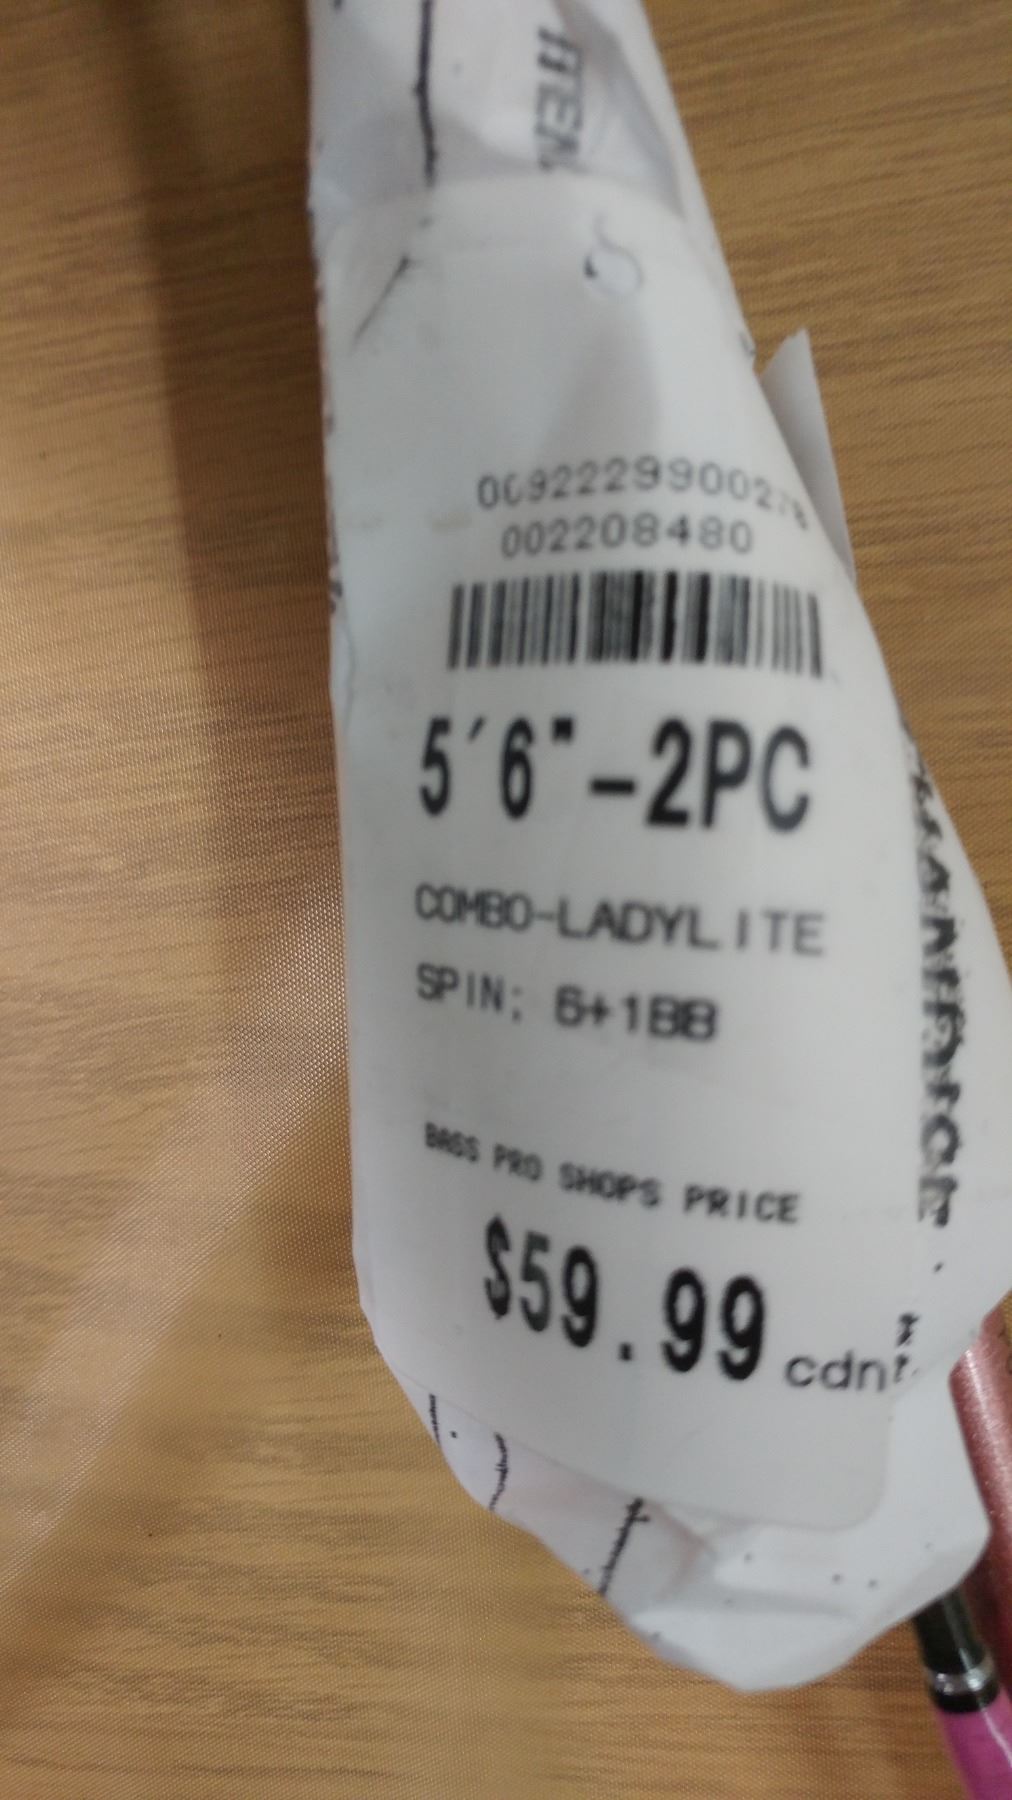 002208480
5'6"-2PC
COMBO-LADYLITE
SPIN; 6+1BB
BASS PRO SHOPS PRICE
$59.99 cdn